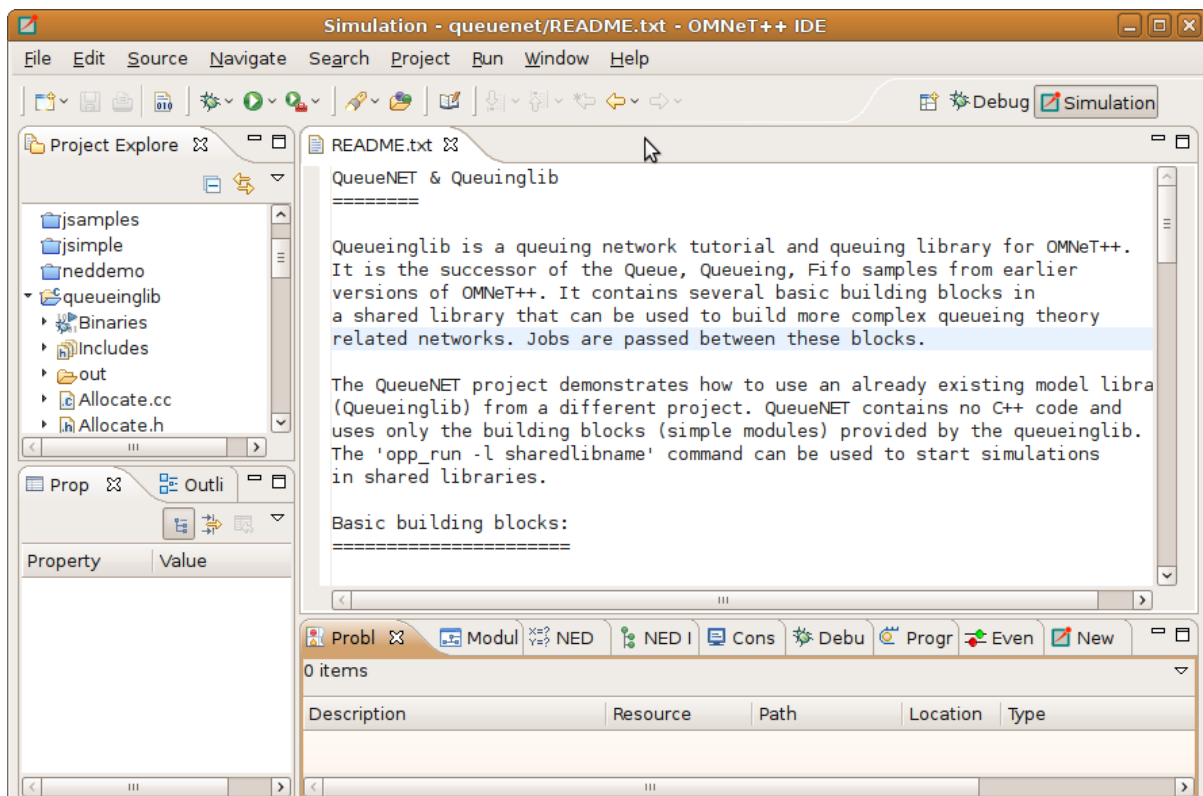 Simulation - queuenet/README.txt - OMNeT++ IDE
File Edit Source Navigate Search Project Run Window Help
010
Debug Simulation
Project Explore
jsamples
jsimple
neddemo
queueinglib
Binaries
Includes
out
Allocate.cc
Allocate.h
Prop Outli
Property Value
README.txt
QueueNET & Queuinglib
========
Queueinglib is a queuing network tutorial and queuing library for OMNeT++.
It is the successor of the Queue, Queueing, Fifo samples from earlier
versions of OMNeT++. It contains several basic building blocks in
a shared library that can be used to build more complex queueing theory
related networks. Jobs are passed between these blocks.
The QueueNET project demonstrates how to use an already existing model libra
(Queueinglib) from a different project. QueueNET contains no C++ code and
uses only the building blocks (simple modules) provided by the queueinglib.
The 'opp_run -l sharedlibname' command can be used to start simulations
in shared libraries.
Basic building blocks:
======================
Probl Modul NED NED I Cons Debu Progr Even New
0 items
Description Resource Path Location Type